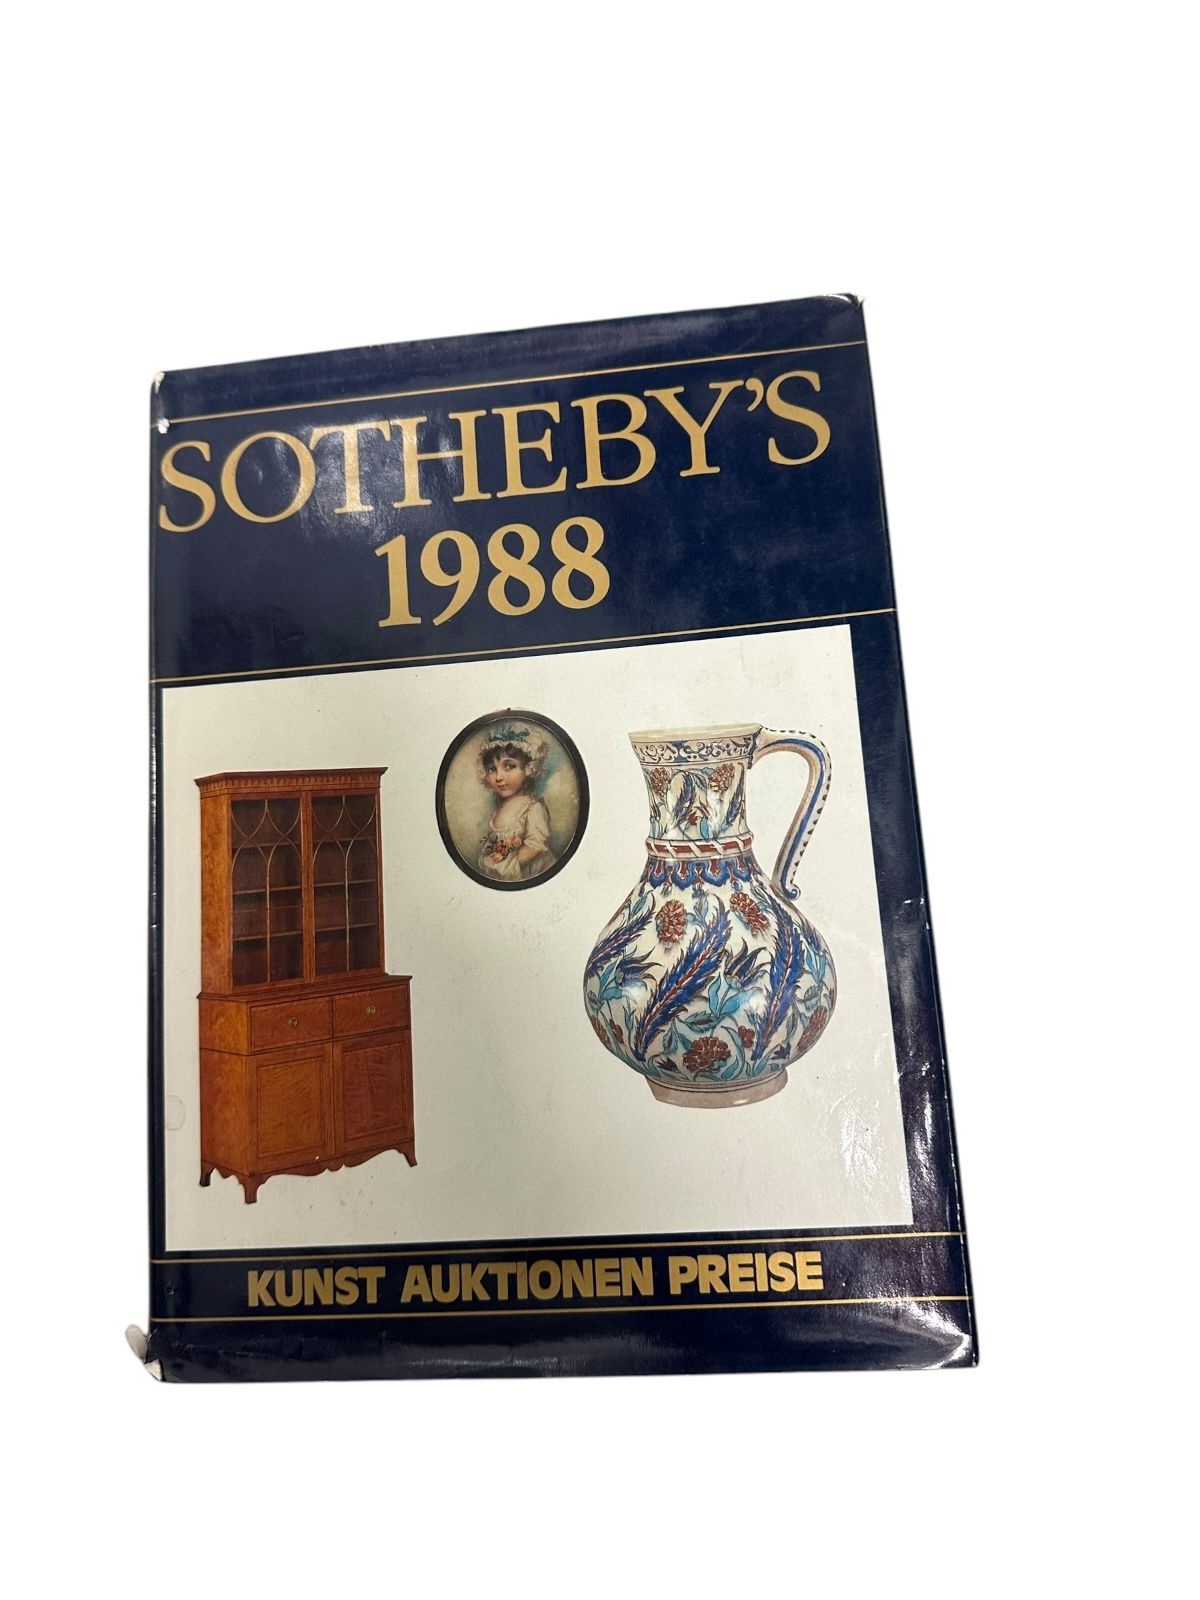 SOTHEBY'S
1988
KUNST AUKTIONEN PREISE